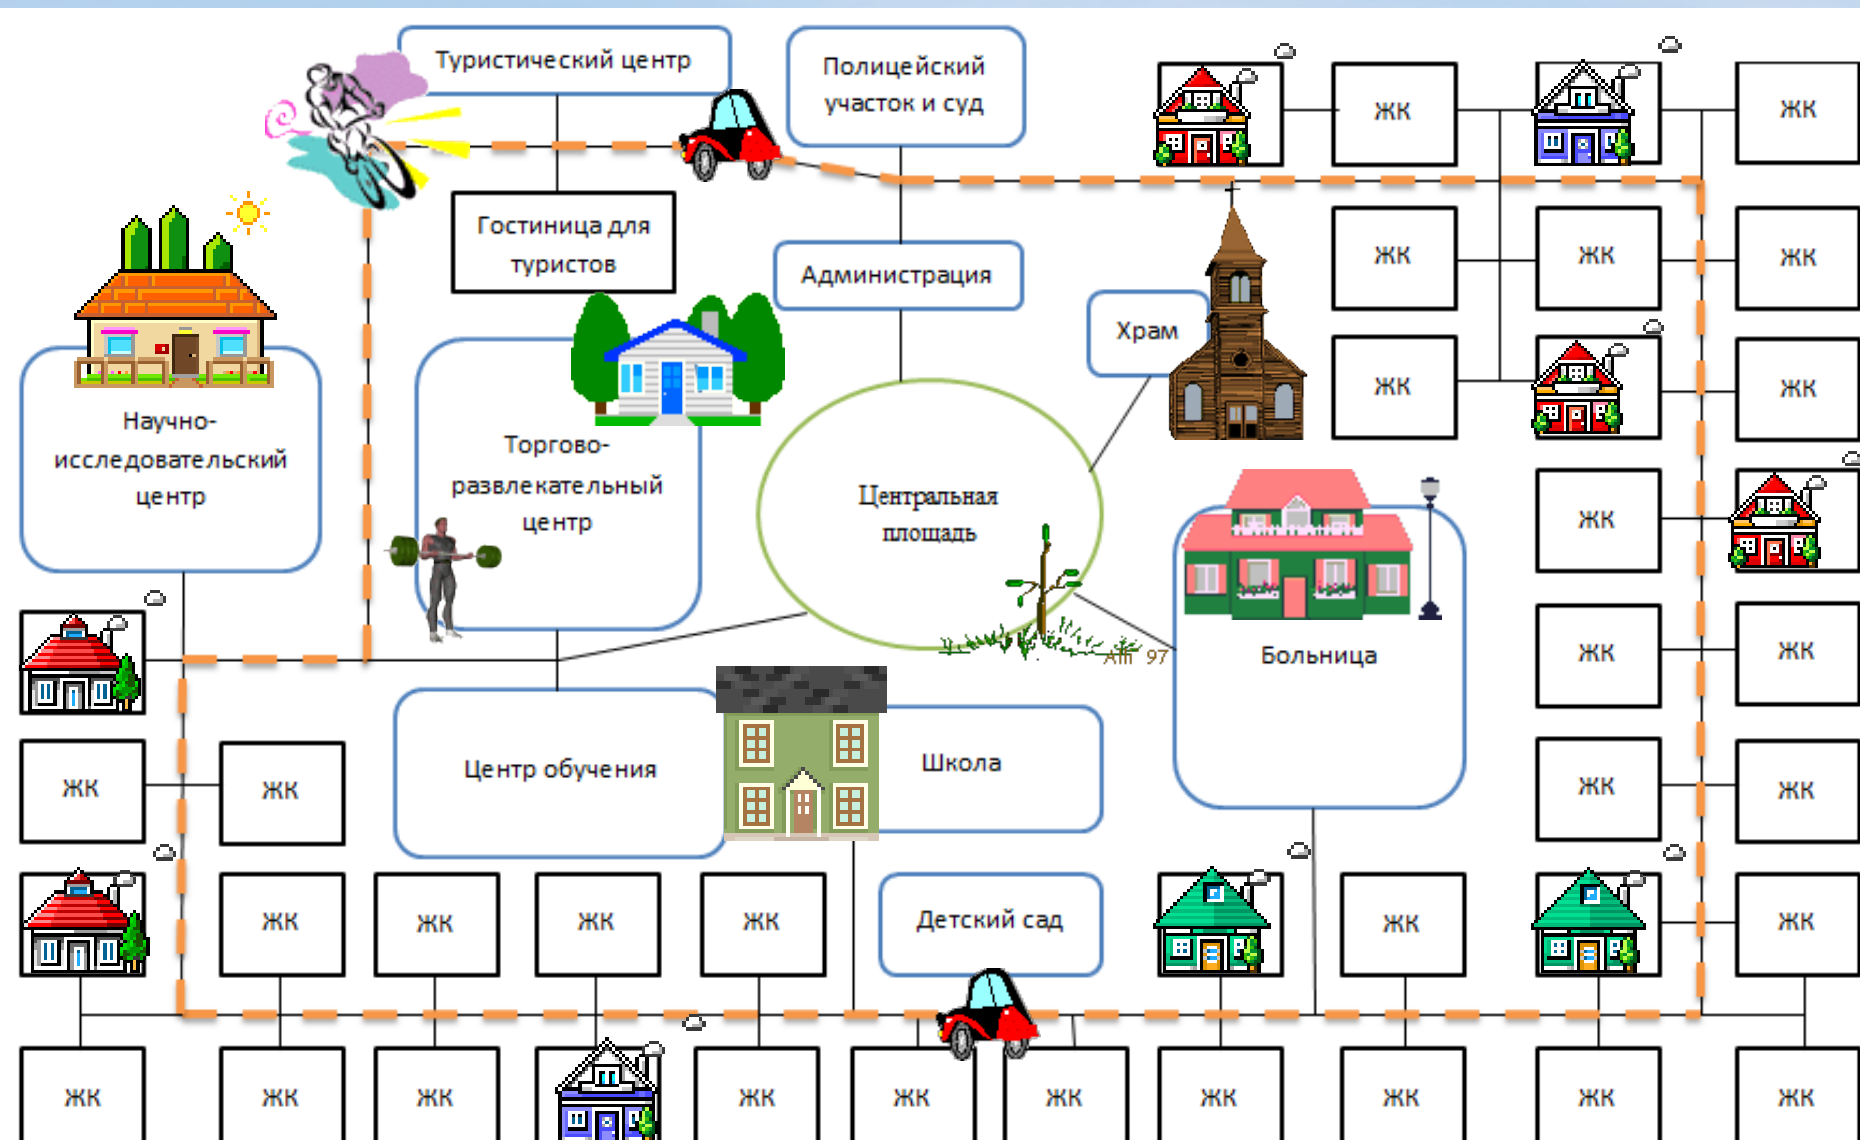 Туристический центр
Полицейский
участок и суд
ЖК
ЖК
Гостиница для
туристов
Администрация
ЖК
ЖК
ЖК
Храм
ЖК
ЖК
Научно-
исследовательский
центр
Торгово-
развлекательный
центр
Центральная
площадь
ЖК
Больница
ЖК
ЖК
Центр обучения
Школа
ЖК
ЖК
ЖК
ЖК
ЖК
ЖК
ЖК
ЖК
Детский сад
ЖК
ЖК
ЖК
ЖК
ЖК
ЖК
ЖК
ЖК
ЖК
ЖК
ЖК
ЖК